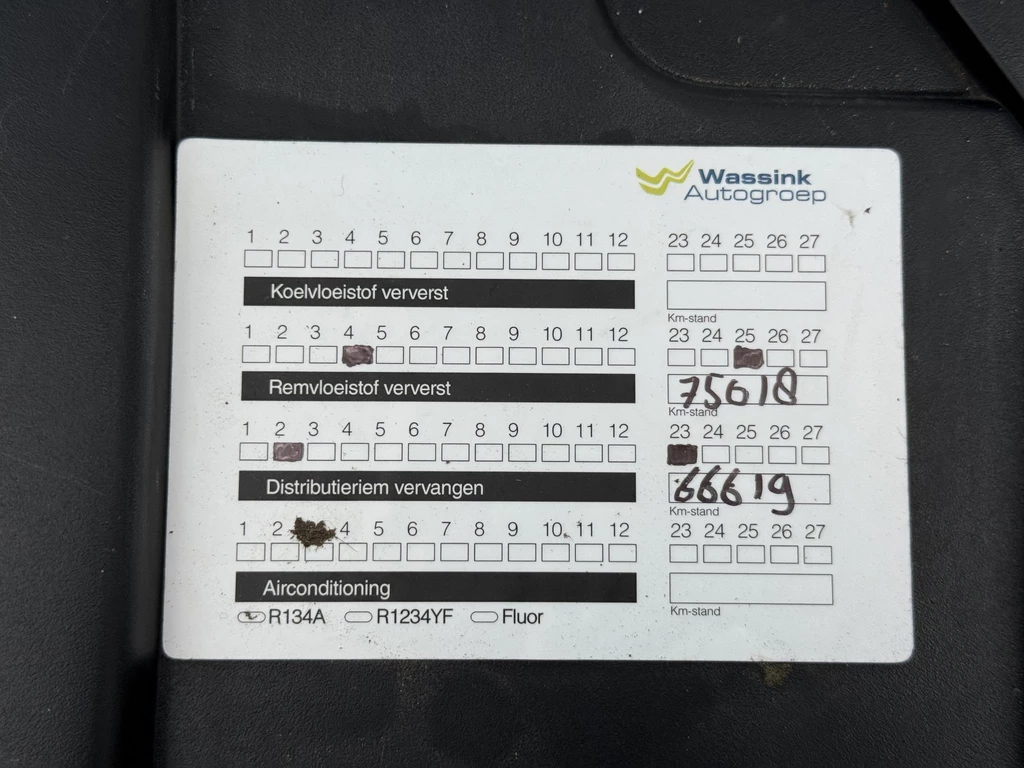 Wassink
Autogroep
1 2 3 4 5 6 7 8 9 10 11 12 23 24 25 26 27
Koelvloeistof ververst
Km-stand
1 2 3 4 5 6 7 8 9 10 11 12 23 24 25 26 27
Remvloeistof ververst 75018
Km-stand
1 2 3 4 5 6 7 8 9 10 11 12 23 24 25 26 27
Distributieriem vervangen 66619
Km-stand
1 2 4 5 6 7 8 9 10 11 12 23 24 25 26 27
Airconditioning
Km-stand
R134A R1234YF Fluor